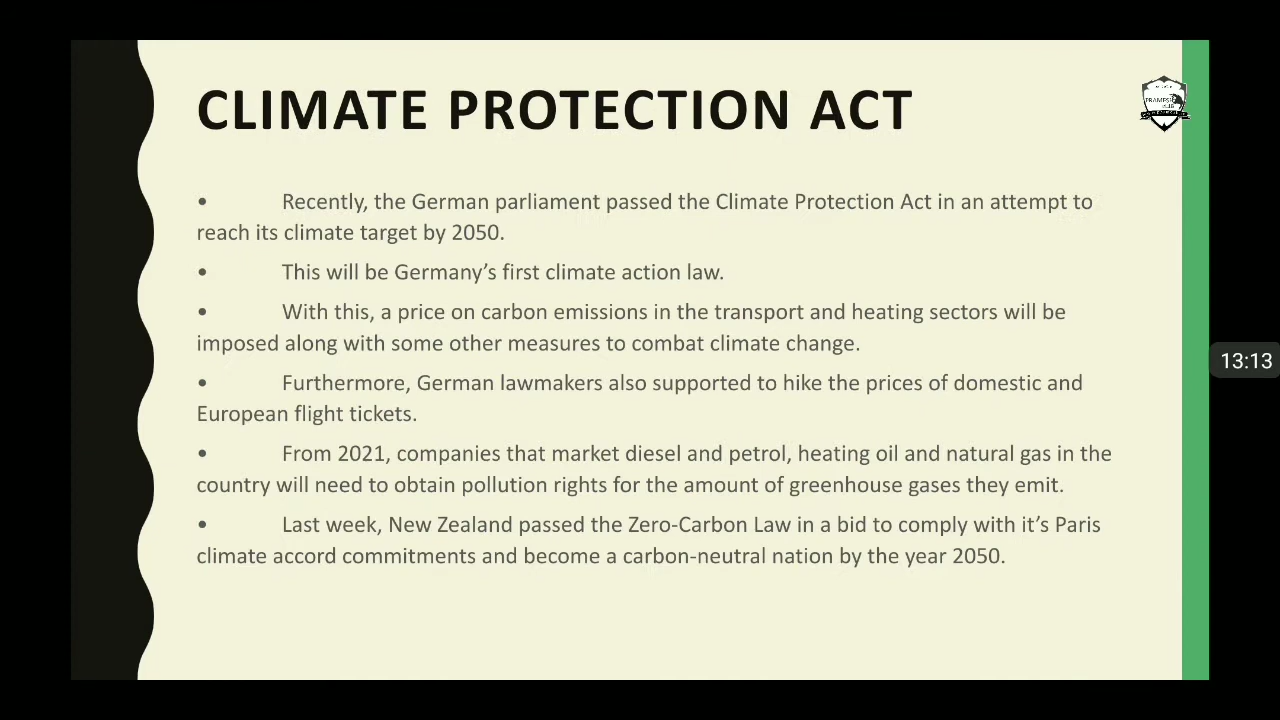 CLIMATE PROTECTION ACT
• Recently, the German parliament passed the Climate Protection Act in an attempt to
reach its climate target by 2050.
• This will be Germany’s first climate action law.
• With this, a price on carbon emissions in the transport and heating sectors will be
imposed along with some other measures to combat climate change.
• Furthermore, German lawmakers also supported to hike the prices of domestic and
European flight tickets.
• From 2021, companies that market diesel and petrol, heating oil and natural gas in the
country will need to obtain pollution rights for the amount of greenhouse gases they emit.
• Last week, New Zealand passed the Zero-Carbon Law in a bid to comply with it’s Paris
climate accord commitments and become a carbon-neutral nation by the year 2050.
13:13